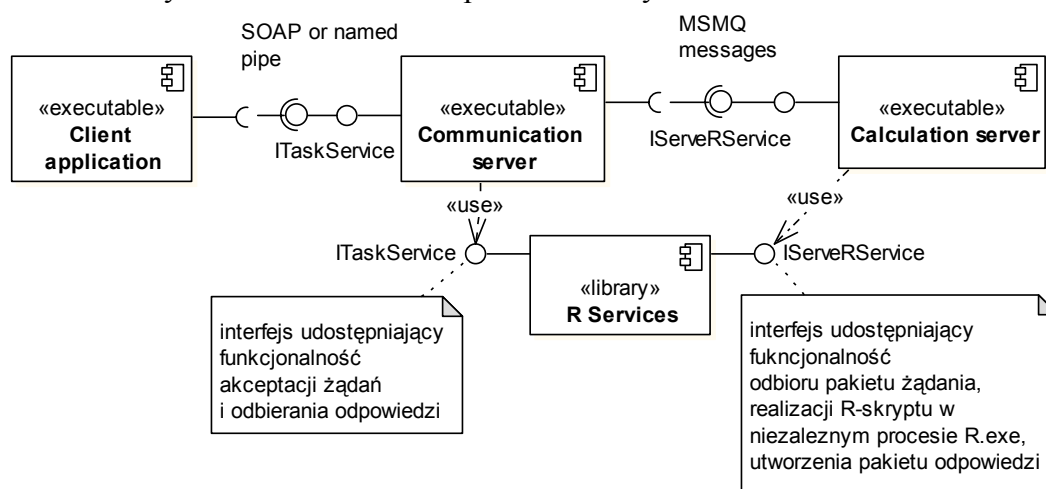 SOAP or named
pipe
MSMQ
messages
«executable»
Client
application
ITaskService
«executable»
Communication
server
IServeRService
«executable»
Calculation server
«use»
«use»
ITaskService
IServeRService
«library»
R Services
interfejs udostępniający
funkcjonalność
akceptacji żądań
i odbierania odpowiedzi
interfejs udostępniający
fukncjonalność
odbioru pakietu żądania,
realizacji R-skryptu w
niezaleznym procesie R.exe,
utworzenia pakietu odpowiedzi